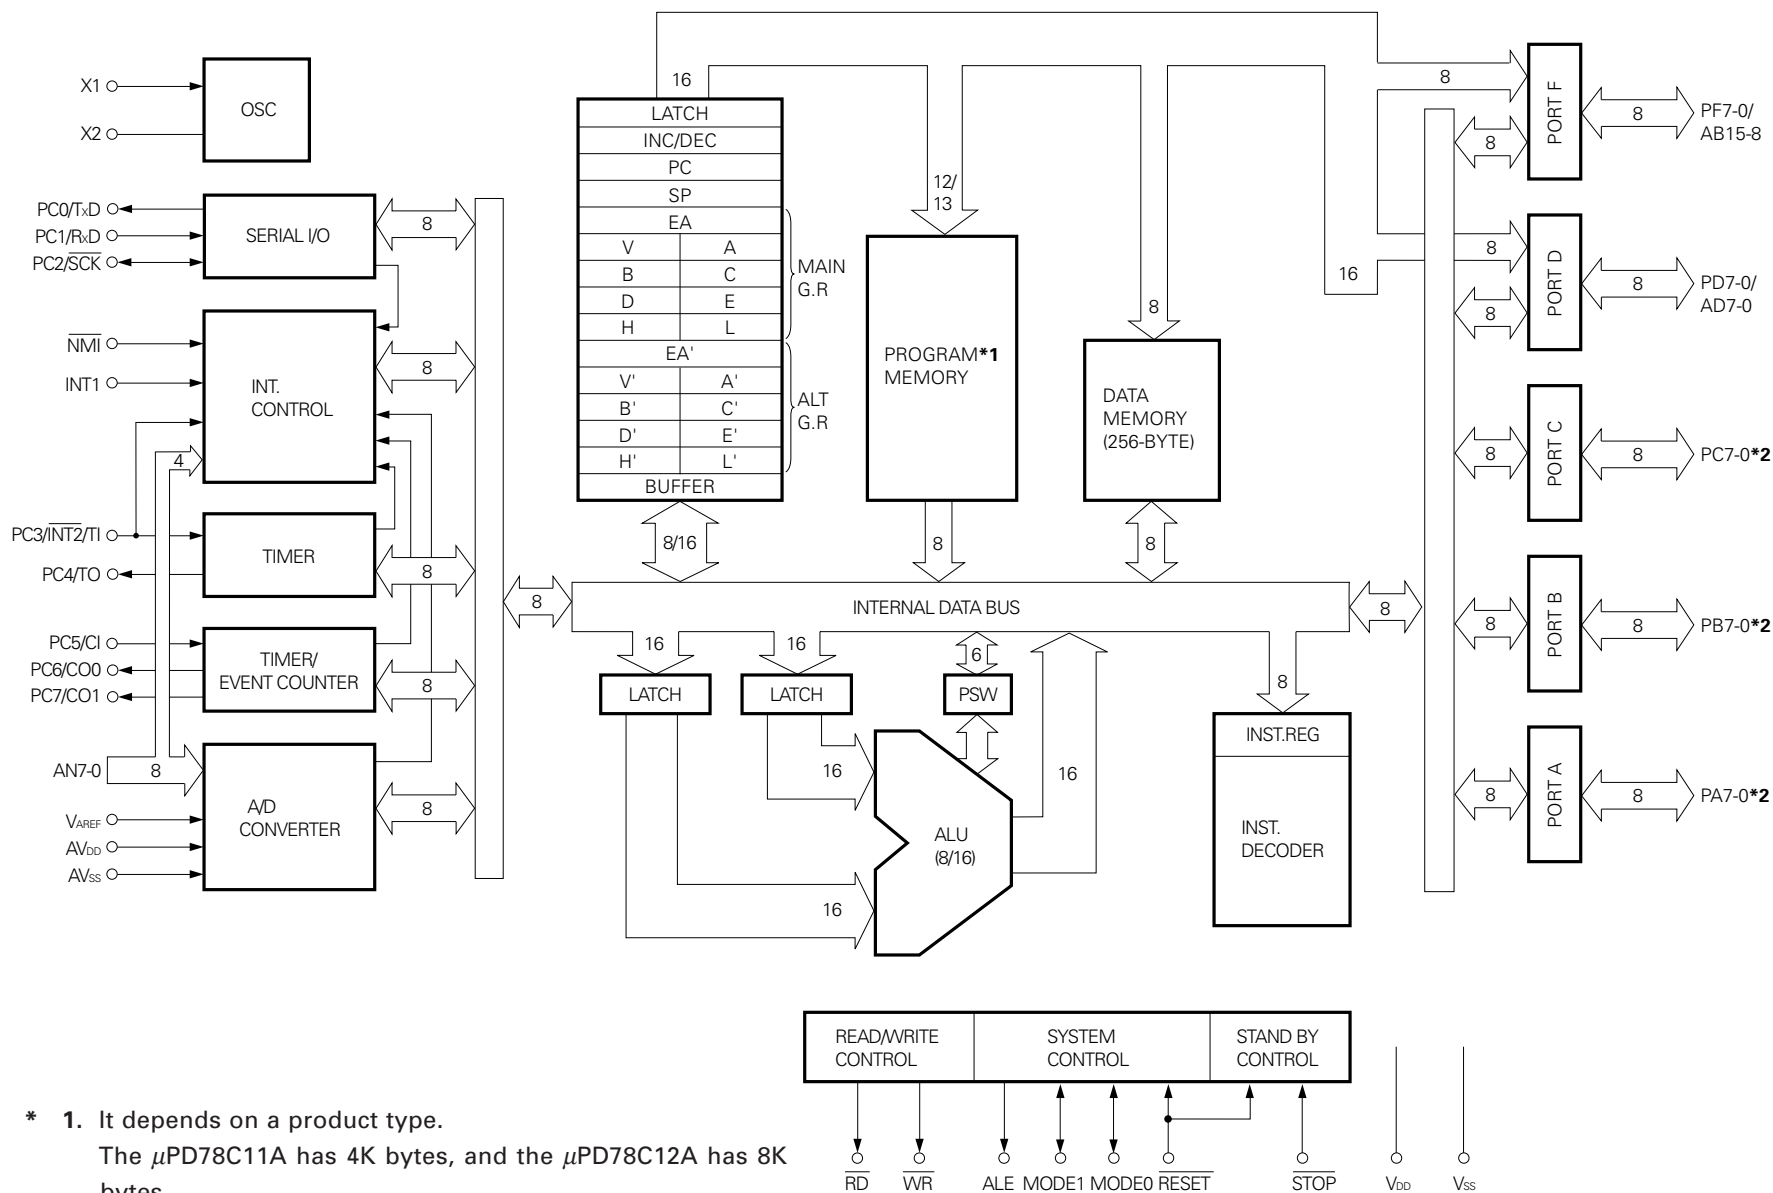 X1
X2
OSC
PC0/TxD
PC1/RxD
PC2/SCK
SERIAL I/O
8
NMI
INT1
INT.
CONTROL
8
4
PC3/INT2/TI
PC4/TO
TIMER
8
PC5/CI
PC6/CO0
PC7/CO1
TIMER/
EVENT COUNTER
8
AN7-0
8
VAREF
AVDD
AVSS
A/D
CONVERTER
8
8
16
LATCH
INC/DEC
PC
SP
EA
V A
B C
D E
H L
MAIN
G.R
EA'
V' A'
B' C'
D' E'
H' L'
ALT
G.R
BUFFER
8/16
12/
13
PROGRAM*1
MEMORY
8
8
DATA
MEMORY
(256-BYTE)
8
16
INTERNAL DATA BUS
8
16
LATCH
16
LATCH
6
PSW
16
16
ALU
(8/16)
16
8
INST.REG
INST.
DECODER
8
8
PORT F
8
PF7-0/
AB15-8
8
8
PORT D
8
PD7-0/
AD7-0
8
PORT C
8
PC7-0*2
8
PORT B
8
PB7-0*2
8
PORT A
8
PA7-0*2
READ/WRITE
CONTROL
SYSTEM
CONTROL
STAND BY
CONTROL
RD WR ALE MODE1 MODE0 RESET STOP VDD VSS
* 1. It depends on a product type.
The μPD78C11A has 4K bytes, and the μPD78C12A has 8K
bytes